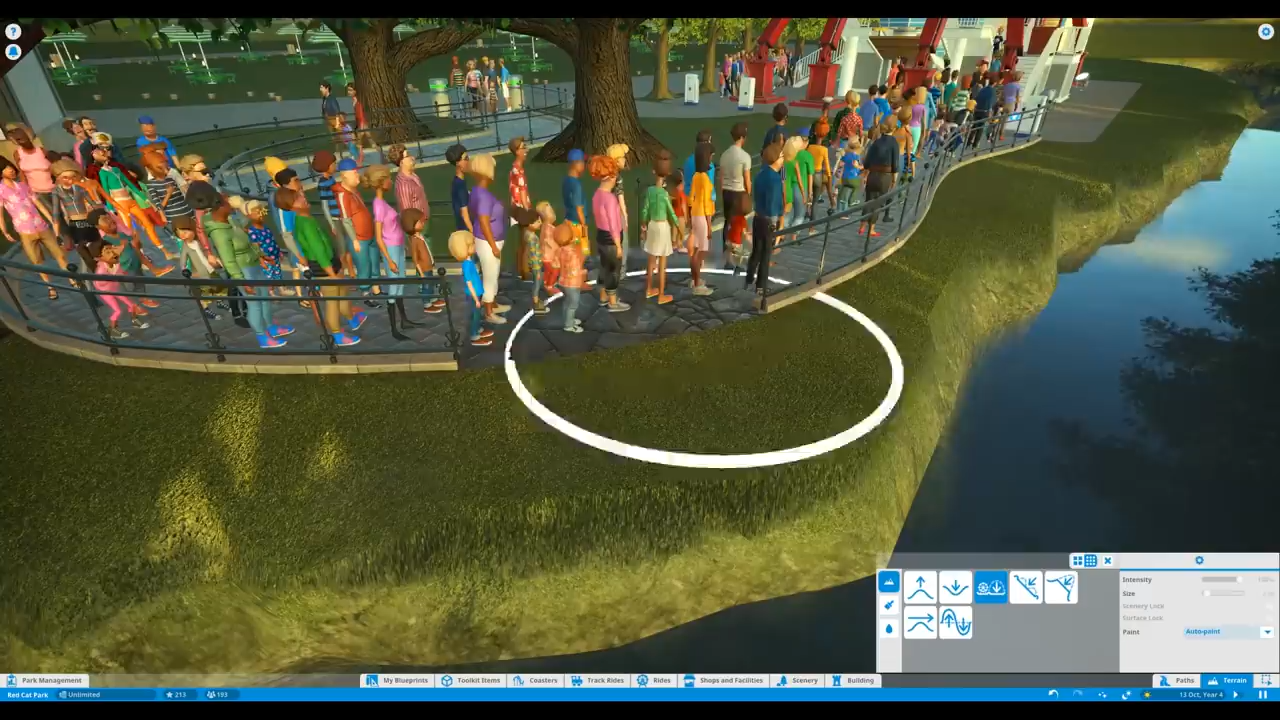 ?
Intensity 100%
Size
Scenery Lock
Surface Lock
Paint Auto-paint
Park Management My Blueprints Toolkit Items Coasters Track Rides Rides Shops and Facilities Scenery Building Paths Terrain
Red Cat Park Unlimited 213 193 13 Oct, Year 4